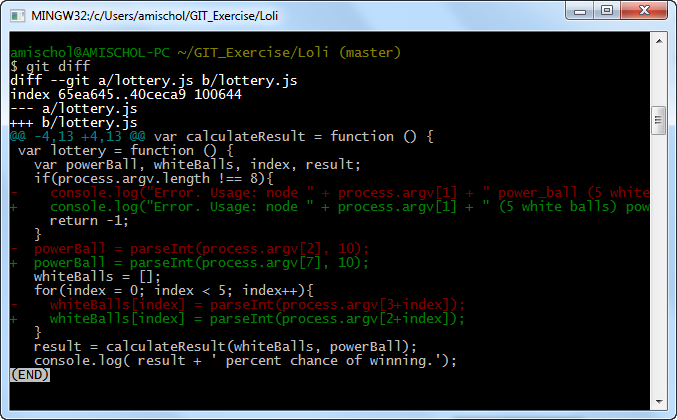 MINGW32:/c/Users/amischol/GIT_Exercise/Loli
amischol@AMISCHOL-PC ~/GIT_Exercise/Loli (master)
$ git diff
diff --git a/lottery.js b/lottery.js
index 65ea645..40ceca9 100644
--- a/lottery.js
+++ b/lottery.js
@@ -4,13 +4,13 @@ var calculateResult = function () {
 var lottery = function () {
   var powerBall, whiteBalls, index, result;
   if(process.argv.length !== 8){
-    console.log("Error. Usage: node " + process.argv[1] + " power_ball (5 white
+    console.log("Error. Usage: node " + process.argv[1] + " (5 white balls) pow
     return -1;
   }
-  powerBall = parseInt(process.argv[2], 10);
+  powerBall = parseInt(process.argv[7], 10);
   whiteBalls = [];
   for(index = 0; index < 5; index++){
-    whiteBalls[index] = parseInt(process.argv[3+index]);
+    whiteBalls[index] = parseInt(process.argv[2+index]);
   }
   result = calculateResult(whiteBalls, powerBall);
   console.log( result + ' percent chance of winning.');
(END)